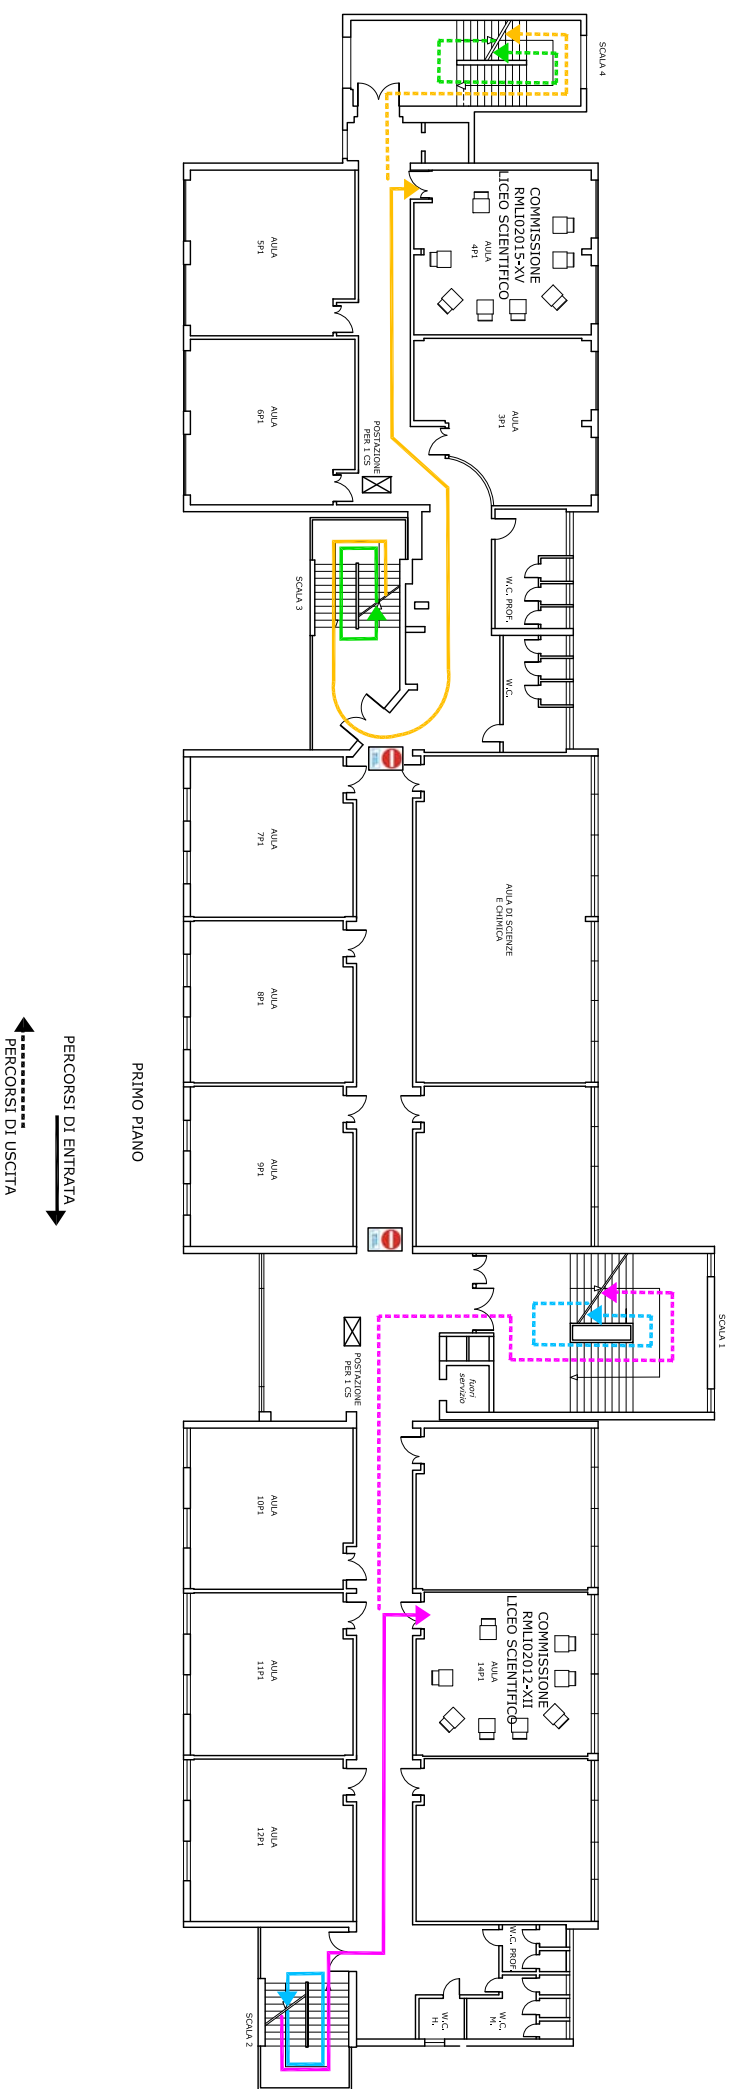 SCALA 4
COMMISSIONE
RMLI02015-XV
LICEO SCIENTIFICO
AULA
4P1
AULA
5P1
AULA
3P1
AULA
6P1
POSTAZIONE
PER 1 CS
W.C. PROF.
SCALA 3
W.C.
AULA
7P1
AULA DI SCIENZE
E CHIMICA
AULA
8P1
AULA
9P1
PRIMO PIANO
PERCORSI DI ENTRATA
PERCORSI DI USCITA
SCALA 1
POSTAZIONE
PER 1 CS
fuori
servizio
AULA
10P1
COMMISSIONE
RMLI02012-XII
LICEO SCIENTIFICO
AULA
14P1
AULA
11P1
AULA
12P1
W.C. PROF.
W.C.
M.
W.C.
H.
SCALA 2